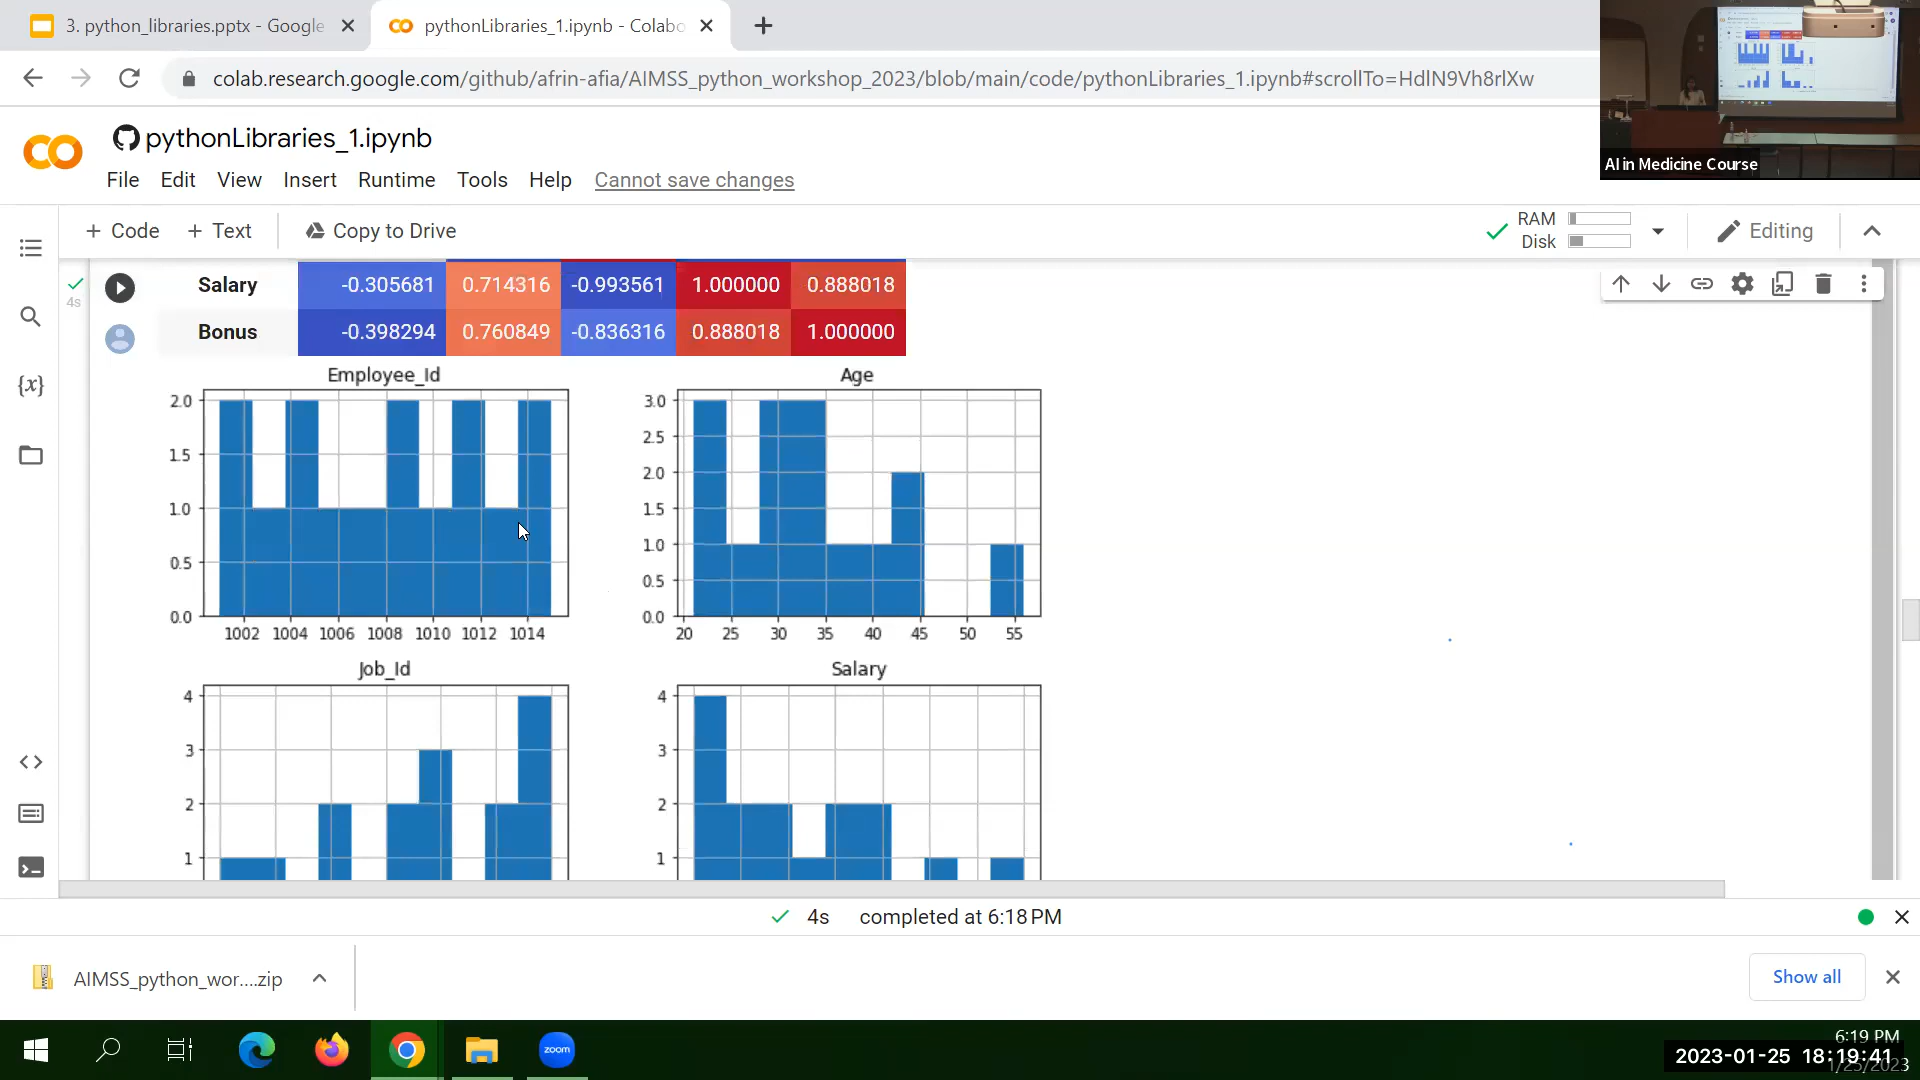 3. python_libraries.pptx - Google
pythonLibraries_1.ipynb - Colabo
colab.research.google.com/github/afrin-afia/AIMSS_python_workshop_2023/blob/main/code/pythonLibraries_1.ipynb#scrollTo=HdlN9Vh8rlXw
AI in Medicine Course
pythonLibraries_1.ipynb
File Edit View Insert Runtime Tools Help Cannot save changes
+ Code + Text Copy to Drive
RAM
Disk
Editing
4s
Salary -0.305681 0.714316 -0.993561 1.000000 0.888018
Bonus -0.398294 0.760849 -0.836316 0.888018 1.000000
{x}
Employee_Id
2.0
1.5
1.0
0.5
0.0
1002 1004 1006 1008 1010 1012 1014
Age
3.0
2.5
2.0
1.5
1.0
0.5
0.0
20 25 30 35 40 45 50 55
Job_Id
4
3
2
1
Salary
4
3
2
1
4s completed at 6:18 PM
AIMSS_python_wor....zip
Show all
zoom
6:19 PM
2023-01-25 18:19:41